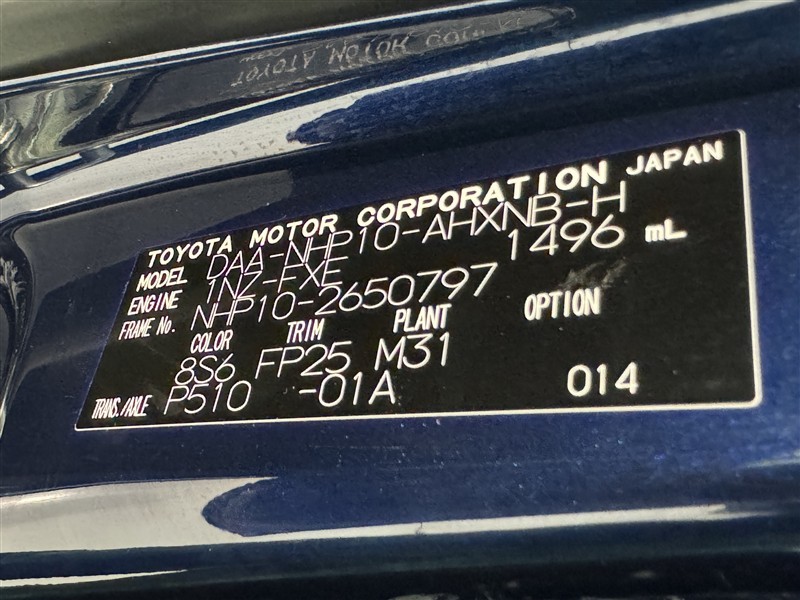 TOYOTA MOTOR CORPORATION JAPAN
MODEL DAA-NHP10-AHXNB-H
ENGINE 1NZ-FXE 1496 mL
FRAME No. NHP10-2650797
COLOR TRIM PLANT OPTION
8S6 FP25 M31
TRANS./AXLE P510 -01A 014